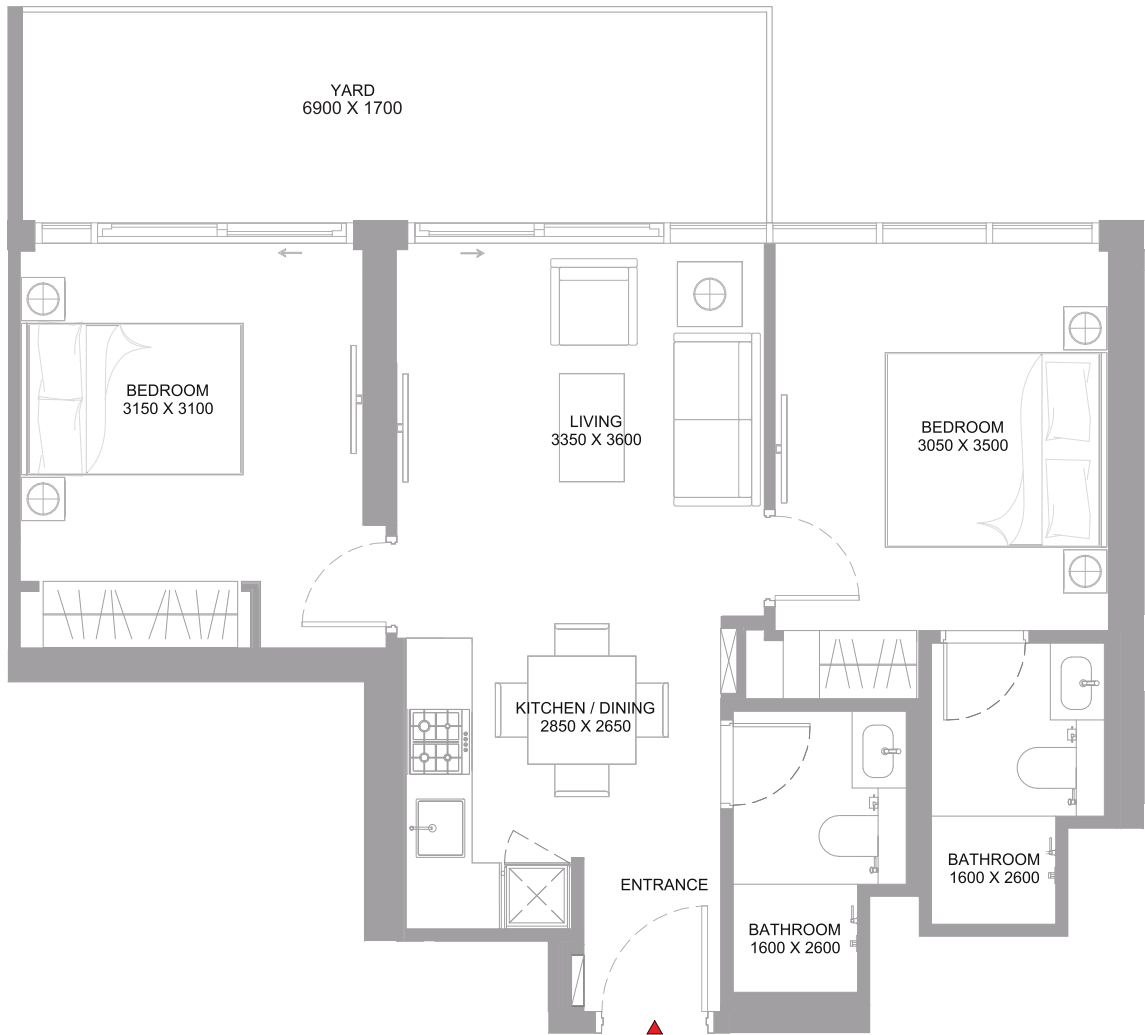 YARD
6900 X 1700
BEDROOM
3150 X 3100
LIVING
3350 X 3600
BEDROOM
3050 X 3500
KITCHEN / DINING
2850 X 2650
ENTRANCE
BATHROOM
1600 X 2600
BATHROOM
1600 X 2600